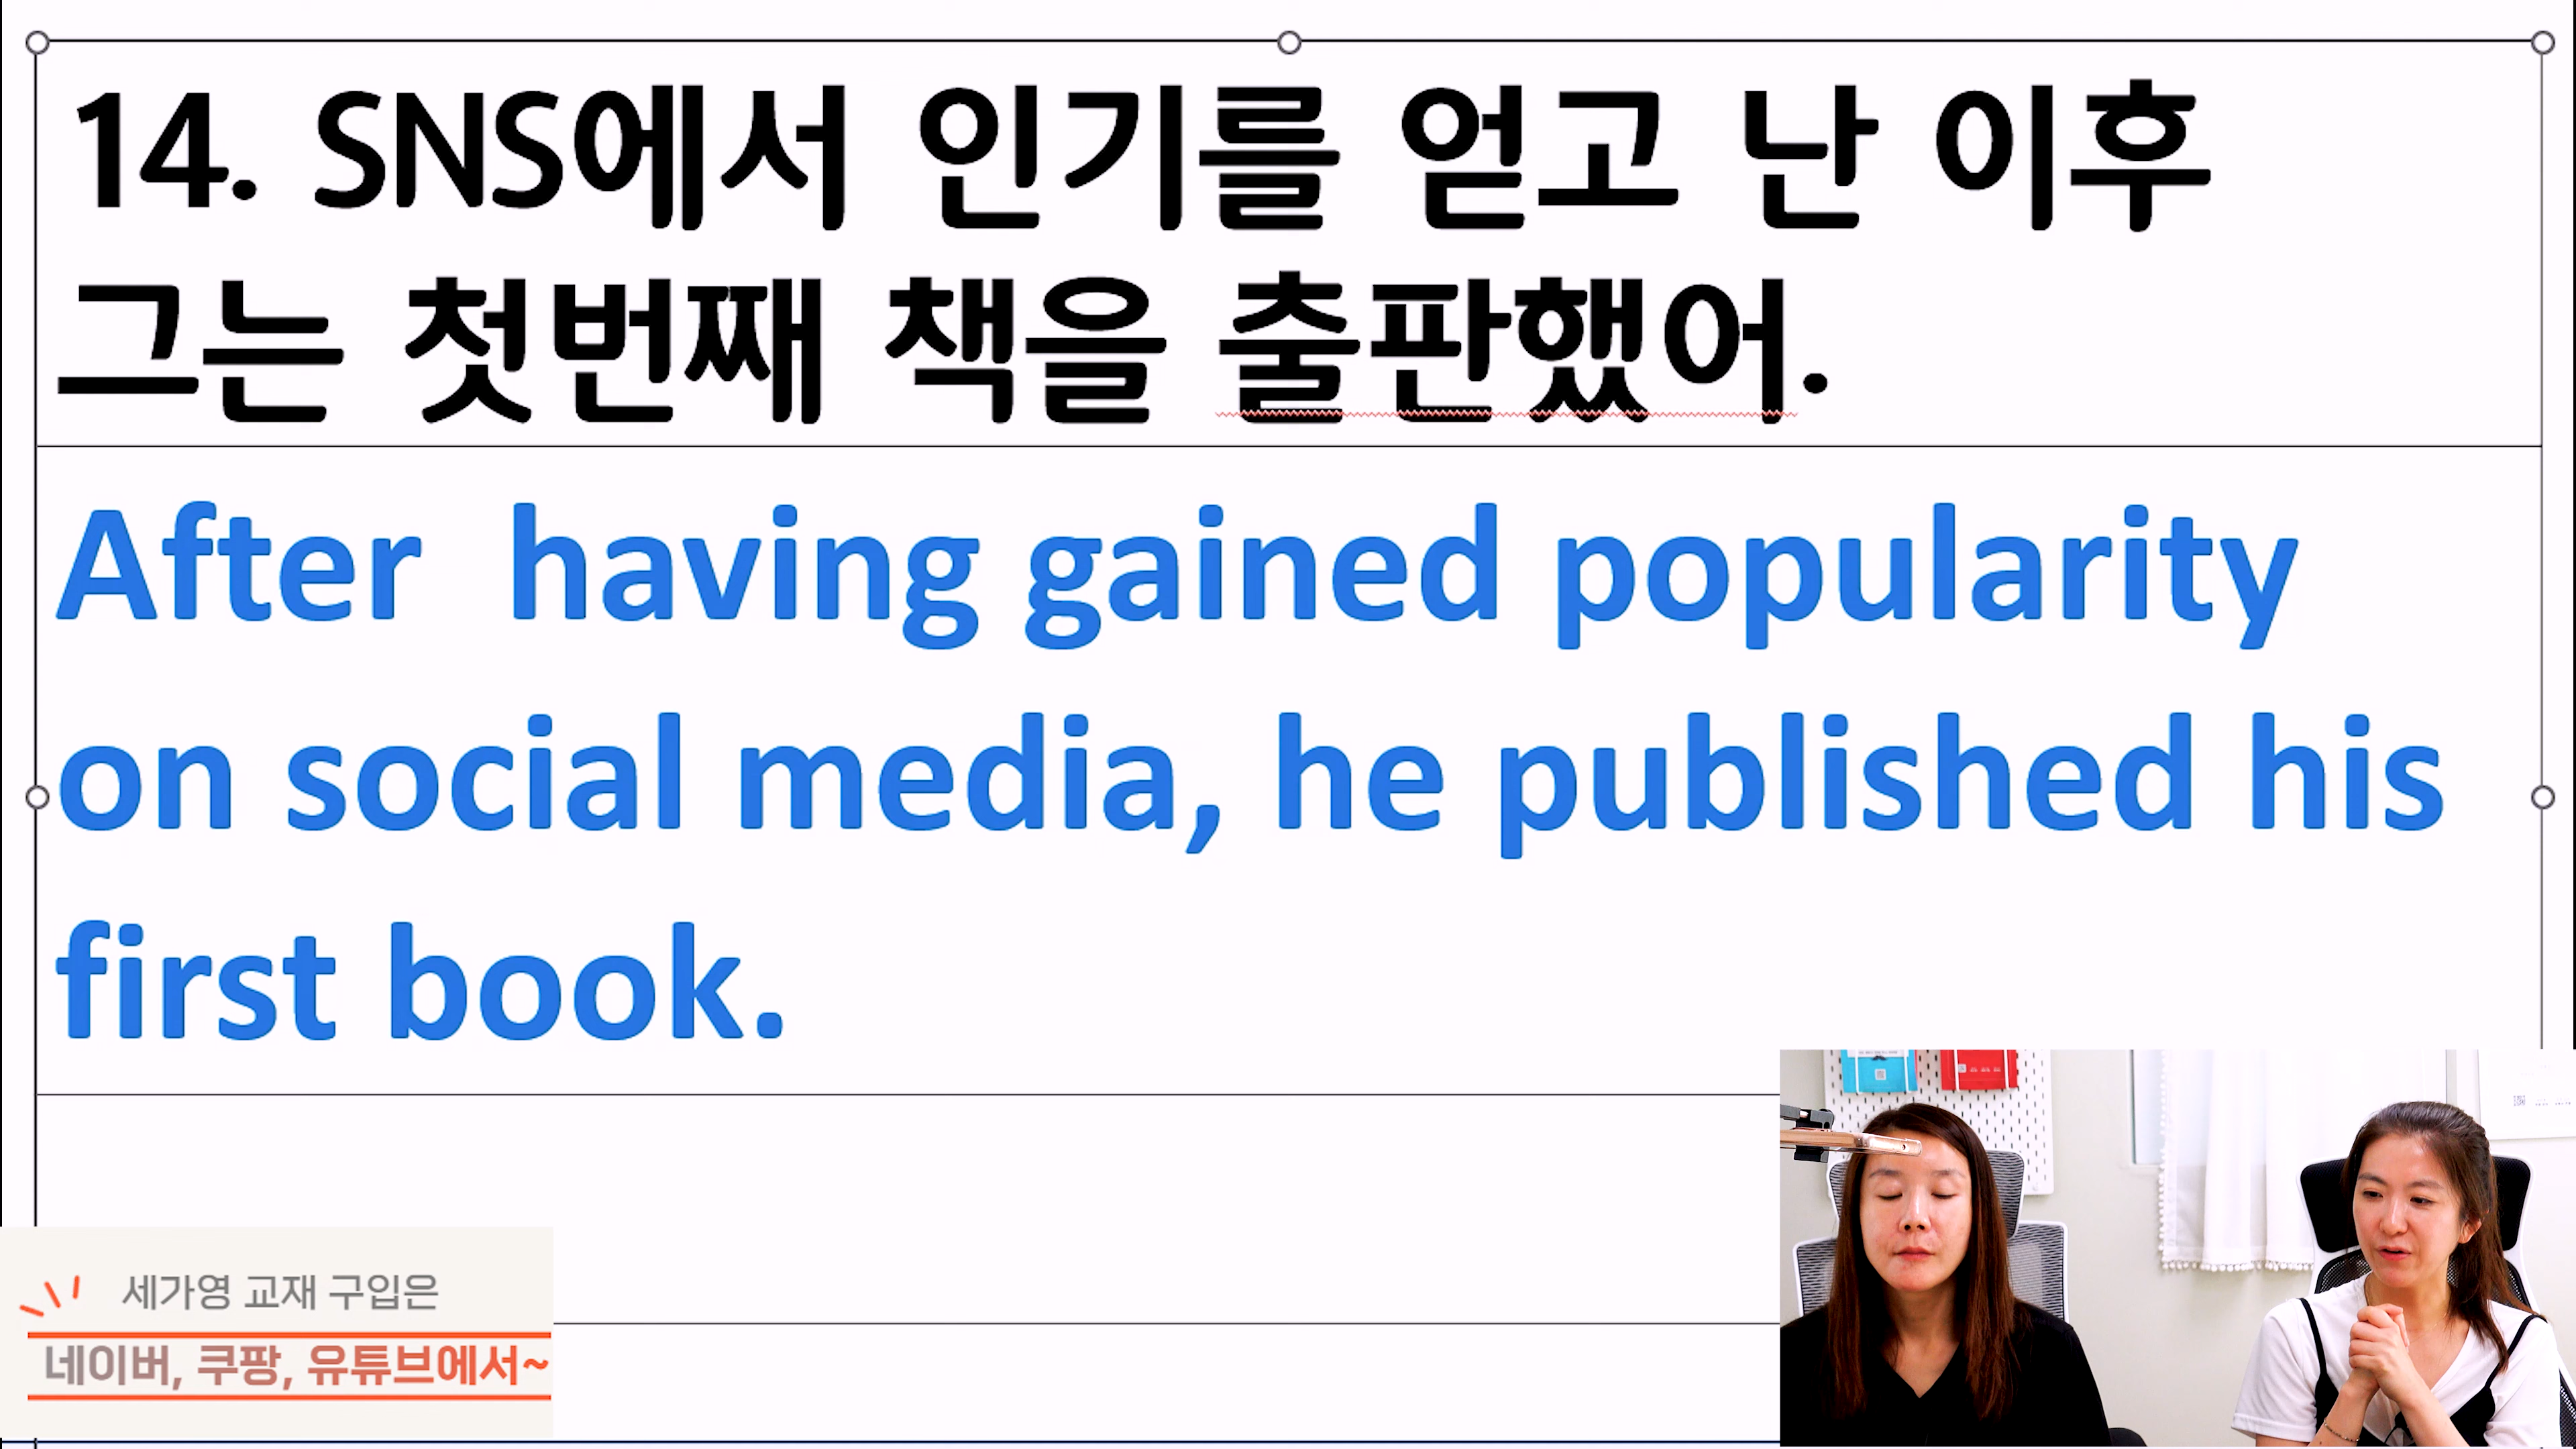 14. SNS에서 인기를 얻고 난 이후
그는 첫번째 책을 출판했어.
After  having gained popularity
on social media, he published his
first book.
세가영 교재 구입은
네이버, 쿠팡, 유튜브에서~